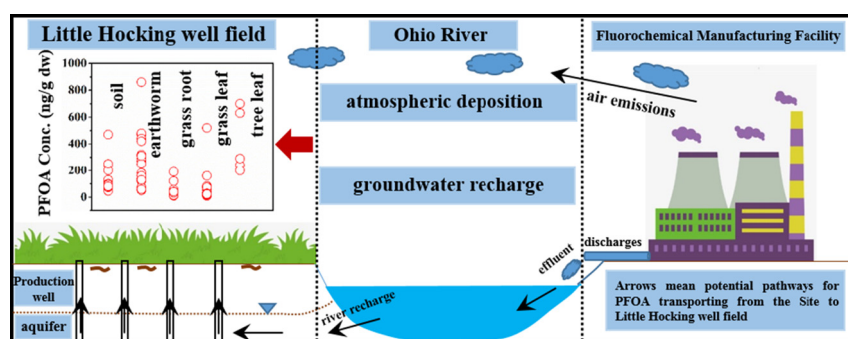 Little Hocking well field
Ohio River
Fluorochemical Manufacturing Facility
PFOA Conc. (ng/g dw)
1000
800
600
400
200
0
soil
earthworm
grass root
grass leaf
tree leaf
atmospheric deposition
air emissions
groundwater recharge
discharges
effluent
Production
well
aquifer
river recharge
Arrows mean potential pathways for
PFOA transporting from the Site to
Little Hocking well field